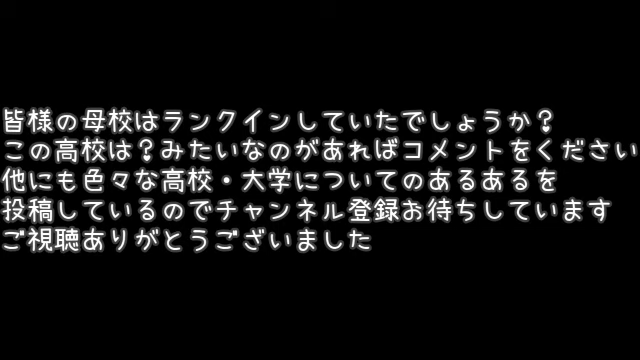 皆様の母校はランクインしていたでしょうか？
この高校は？みたいなのがあればコメントをください
他にも色々な高校・大学についてのあるあるを
投稿しているのでチャンネル登録お待ちしています
ご視聴ありがとうございました